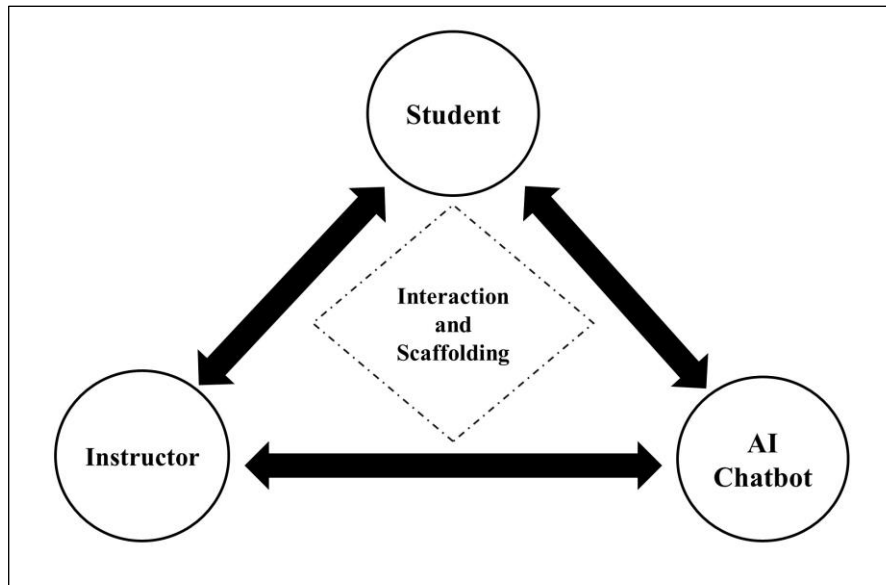 Student
Interaction
and
Scaffolding
Instructor
AI
Chatbot